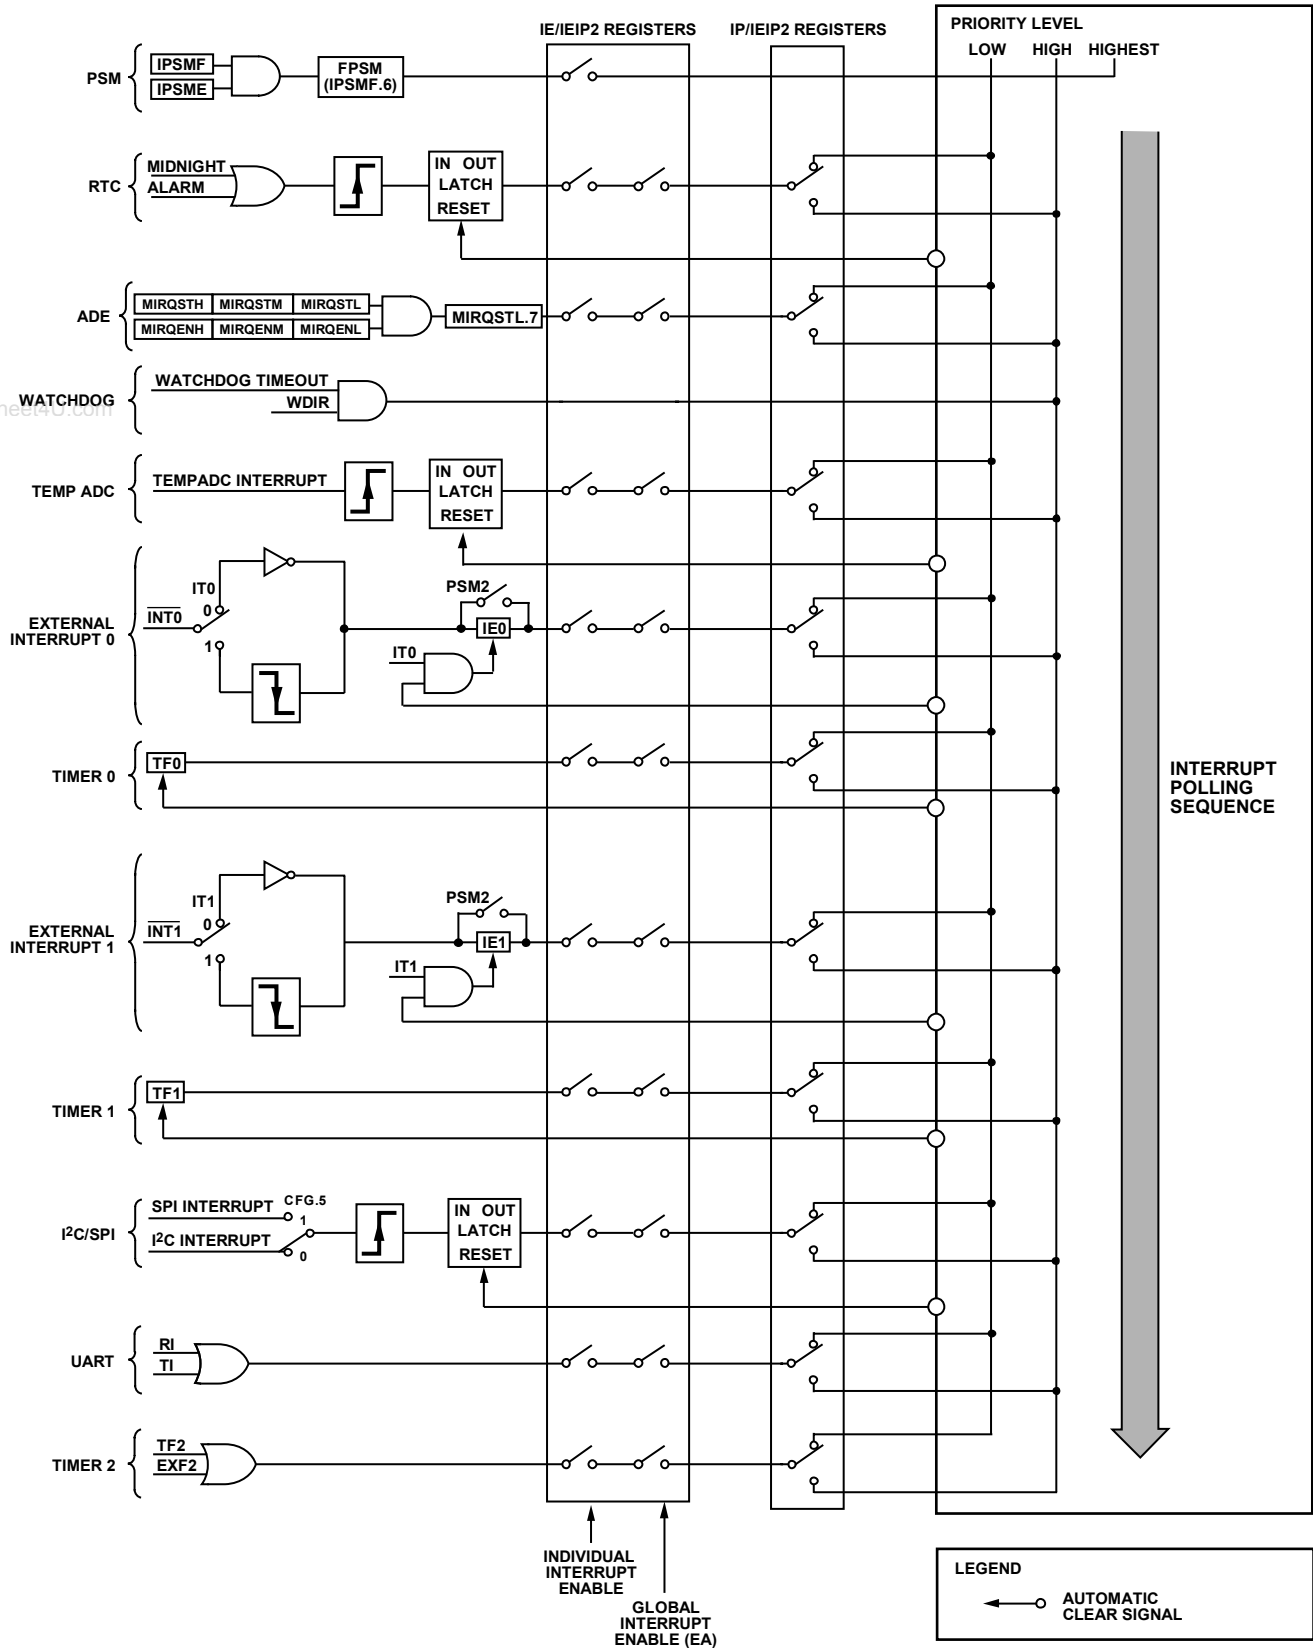 IE/IEIP2 REGISTERS
IP/IEIP2 REGISTERS
PRIORITY LEVEL
LOW HIGH HIGHEST
PSM
IPSMF
IPSME
FPSM
(IPSMF.6)
RTC
MIDNIGHT
ALARM
IN OUT
LATCH
RESET
ADE
MIRQSTH MIRQSTM MIRQSTL
MIRQENH MIRQENM MIRQENL
MIRQSTL.7
WATCHDOG
WATCHDOG TIMEOUT
WDIR
heet4U.com
TEMP ADC
TEMPADC INTERRUPT
IN OUT
LATCH
RESET
EXTERNAL
INTERRUPT 0
INT0
IT0
0
1
PSM2
IE0
IT0
TIMER 0
TF0
INTERRUPT
POLLING
SEQUENCE
EXTERNAL
INTERRUPT 1
INT1
IT1
0
1
PSM2
IE1
IT1
TIMER 1
TF1
I2C/SPI
SPI INTERRUPT
I2C INTERRUPT
CFG.5
1
0
IN OUT
LATCH
RESET
UART
RI
TI
TIMER 2
TF2
EXF2
INDIVIDUAL
INTERRUPT
ENABLE
GLOBAL
INTERRUPT
ENABLE (EA)
LEGEND
AUTOMATIC
CLEAR SIGNAL